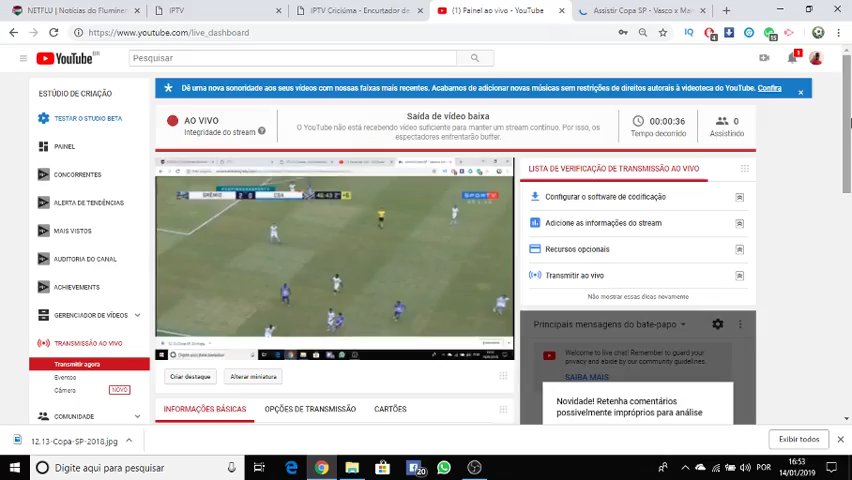 NETFLU | Notícias do Fluminen
IPTV
IPTV Criciúma - Encurtador de
(1) Painel ao vivo - YouTube
Assistir Copa SP - Vasco x Ma
https://www.youtube.com/live_dashboard
YouTube BR
Pesquisar
ESTÚDIO DE CRIAÇÃO
TESTAR O STUDIO BETA
PAINEL
CONCORRENTES
ALERTA DE TENDÊNCIAS
MAIS VISTOS
AUDITORIA DO CANAL
ACHIEVEMENTS
GERENCIADOR DE VÍDEOS
TRANSMISSÃO AO VIVO
Transmitir agora
Eventos
Câmera NOVO
COMUNIDADE
Dê uma nova sonoridade aos seus vídeos com nossas faixas mais recentes. Acabamos de adicionar novas músicas sem restrições de direitos autorais à videoteca do YouTube. Confira
AO VIVO
Integridade do stream
Saída de vídeo baixa
O YouTube não está recebendo vídeo suficiente para manter um stream contínuo. Por isso, os
espectadores enfrentarão buffer.
00:00:36
Tempo decorrido
0
Assistindo
GRÊMIO 2 0 CSA 46:43 2° +6
SPORTV
Criar destaque
Alterar miniatura
INFORMAÇÕES BÁSICAS
OPÇÕES DE TRANSMISSÃO
CARTÕES
LISTA DE VERIFICAÇÃO DE TRANSMISSÃO AO VIVO
Configurar o software de codificação
Adicione as informações do stream
Recursos opcionais
Transmitir ao vivo
Não mostrar essas dicas novamente
Principais mensagens do bate-papo
Welcome to live chat! Remember to guard your
privacy and abide by our community guidelines.
SAIBA MAIS
Novidade! Retenha comentários
possivelmente impróprios para análise
12.13-Copa-SP-2018.jpg
Exibir todos
Digite aqui para pesquisar
20
POR
16:53
14/01/2019